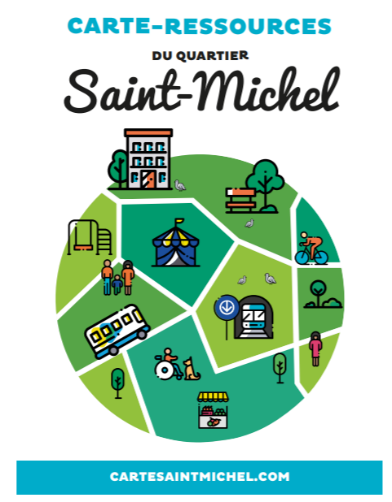 CARTE-RESSOURCES
DU QUARTIER
Saint-Michel
CARTESAINTMICHEL.COM